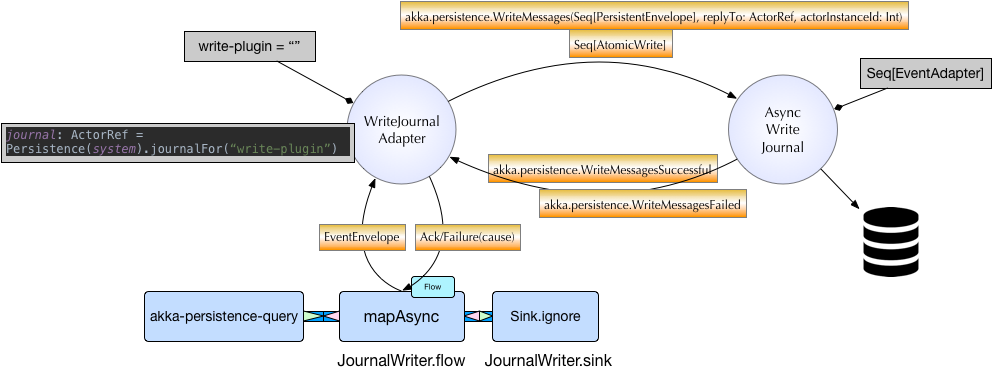 akka.persistence.WriteMessages(Seq[PersistentEnvelope], replyTo: ActorRef, actorInstanceId: Int)
Seq[AtomicWrite]
write-plugin = “”
Seq[EventAdapter]
WriteJournal
Adapter
Async
Write
Journal
journal: ActorRef =
Persistence(system).journalFor(“write-plugin”)
akka.persistence.WriteMessagesSuccessful
akka.persistence.WriteMessagesFailed
EventEnvelope
Ack/Failure(cause)
Flow
akka-persistence-query
mapAsync
Sink.ignore
JournalWriter.flow
JournalWriter.sink